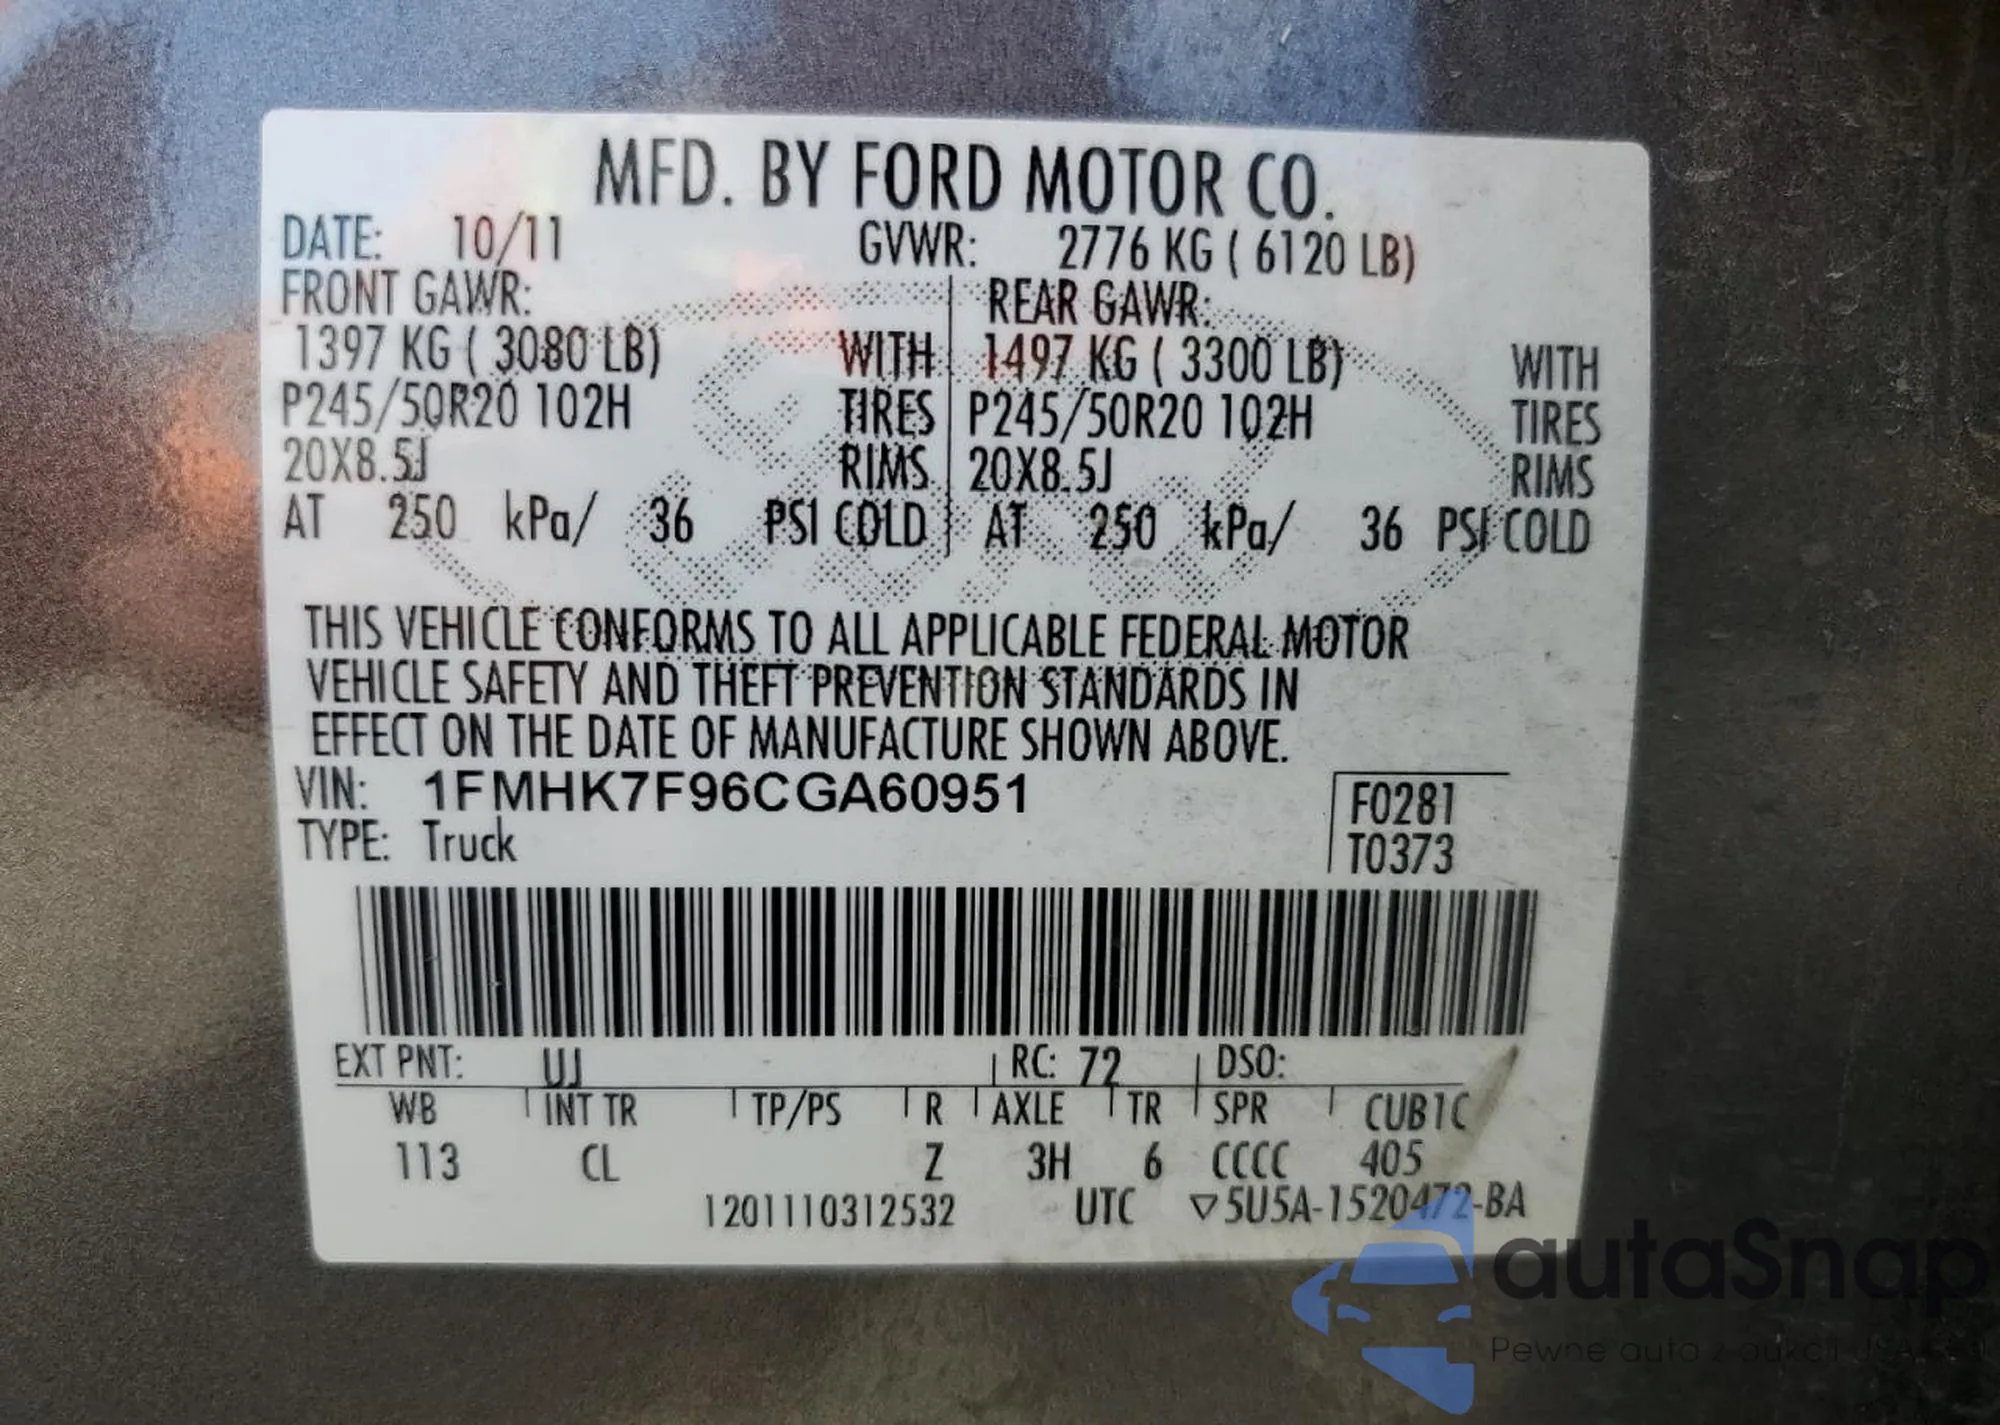 MFD. BY FORD MOTOR CO.
DATE: 10/11 GVWR: 2776 KG ( 6120 LB)
FRONT GAWR: REAR GAWR:
1397 KG ( 3080 LB) WITH 1497 KG ( 3300 LB) WITH
P245/50R20 102H TIRES P245/50R20 102H TIRES
20X8.5J RIMS 20X8.5J RIMS
AT 250 kPa/ 36 PSI COLD AT 250 kPa/ 36 PSI COLD
THIS VEHICLE CONFORMS TO ALL APPLICABLE FEDERAL MOTOR
VEHICLE SAFETY AND THEFT PREVENTION STANDARDS IN
EFFECT ON THE DATE OF MANUFACTURE SHOWN ABOVE.
VIN: 1FMHK7F96CGA60951 F0281
TYPE: Truck T0373
EXT PNT: UJ RC: 72 DSO:
WB INT TR TP/PS R AXLE TR SPR CUB1C
113 CL Z 3H 6 CCCC 405
1201110312532 UTC ▽5U5A-1520472-BA
autaSnap
Pewne auto z aukcji USA